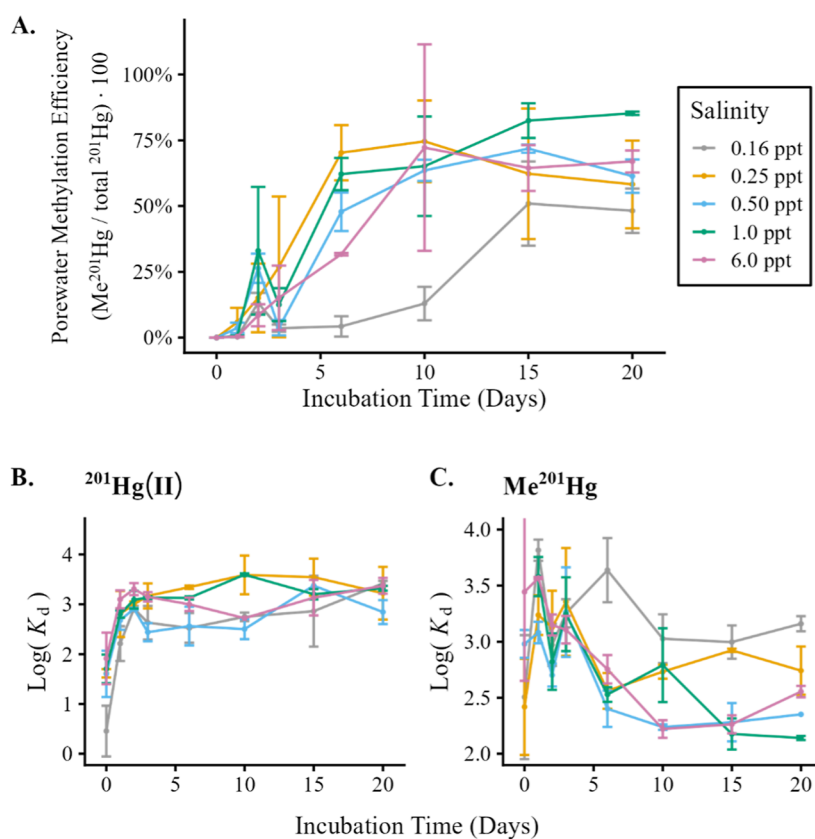 A.
Porewater Methylation Efficiency
(Me²⁰¹Hg / total ²⁰¹Hg) · 100
100%
75%
50%
25%
0%
0
5
10
15
20
Incubation Time (Days)
Salinity
0.16 ppt
0.25 ppt
0.50 ppt
1.0 ppt
6.0 ppt
B.
²⁰¹Hg(II)
Log( K d )
4
3
2
1
0
0
5
10
15
20
C.
Me²⁰¹Hg
Log( K d )
4.0
3.5
3.0
2.5
2.0
0
5
10
15
20
Incubation Time (Days)